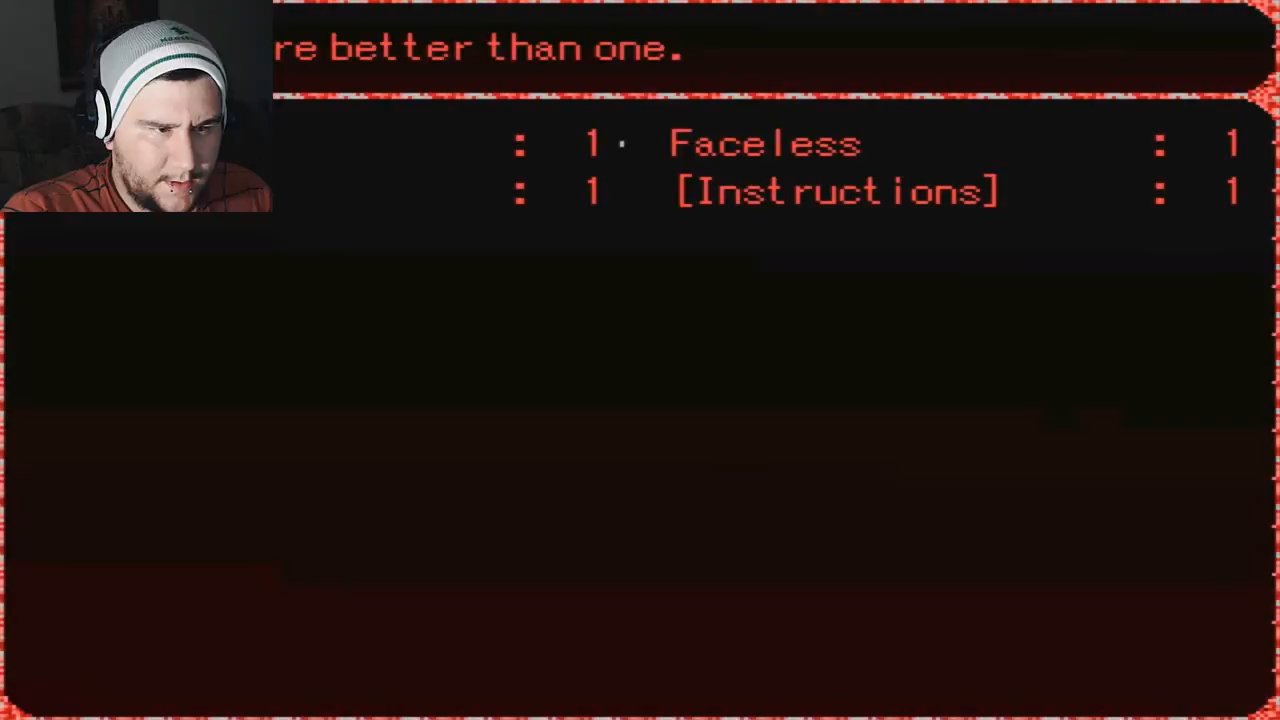 re better than one.
: 1 Faceless : 1
: 1 [Instructions] : 1